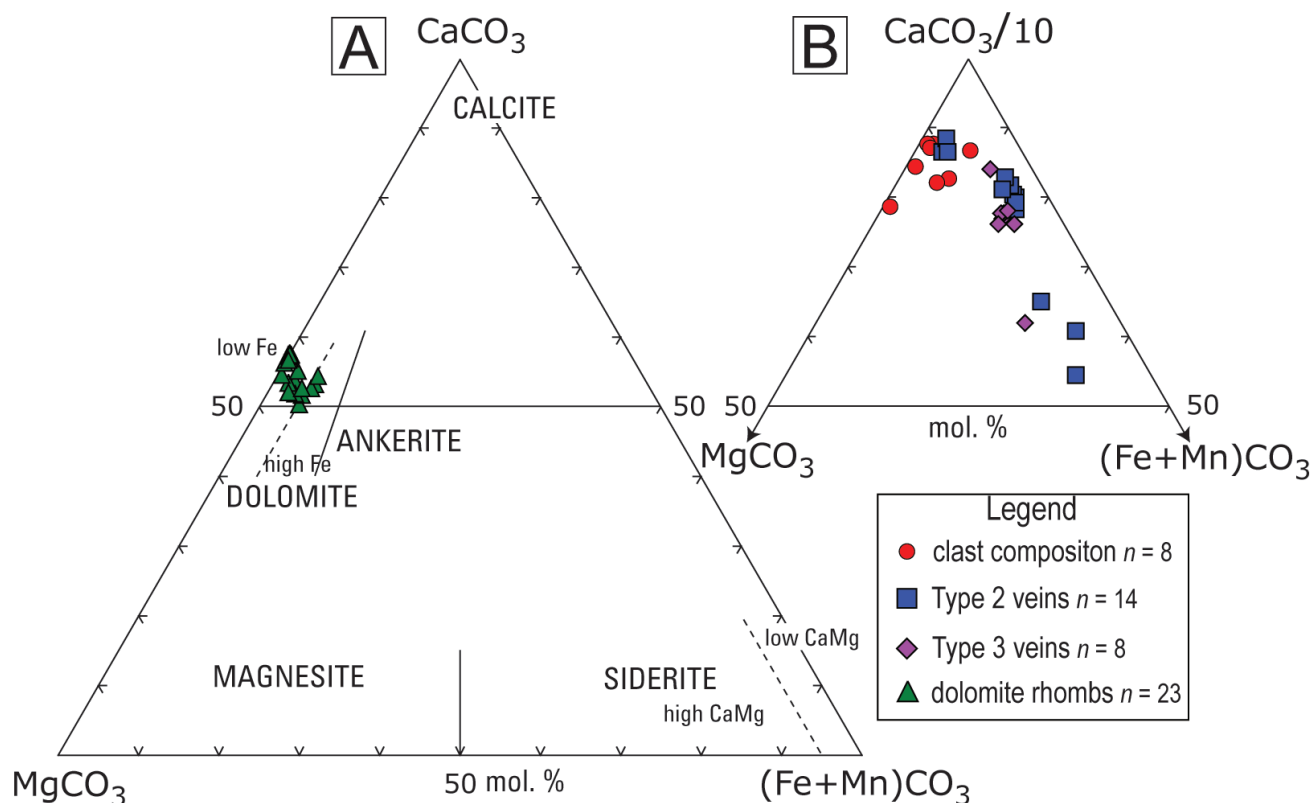 A
CaCO3
CALCITE
low Fe
50
50
ANKERITE
high Fe
DOLOMITE
MAGNESITE
SIDERITE
low CaMg
high CaMg
MgCO3
50 mol. %
(Fe+Mn)CO3
B
CaCO3/10
50
50
mol. %
MgCO3
(Fe+Mn)CO3
Legend
clast compositon n = 8
Type 2 veins n = 14
Type 3 veins n = 8
dolomite rhombs n = 23